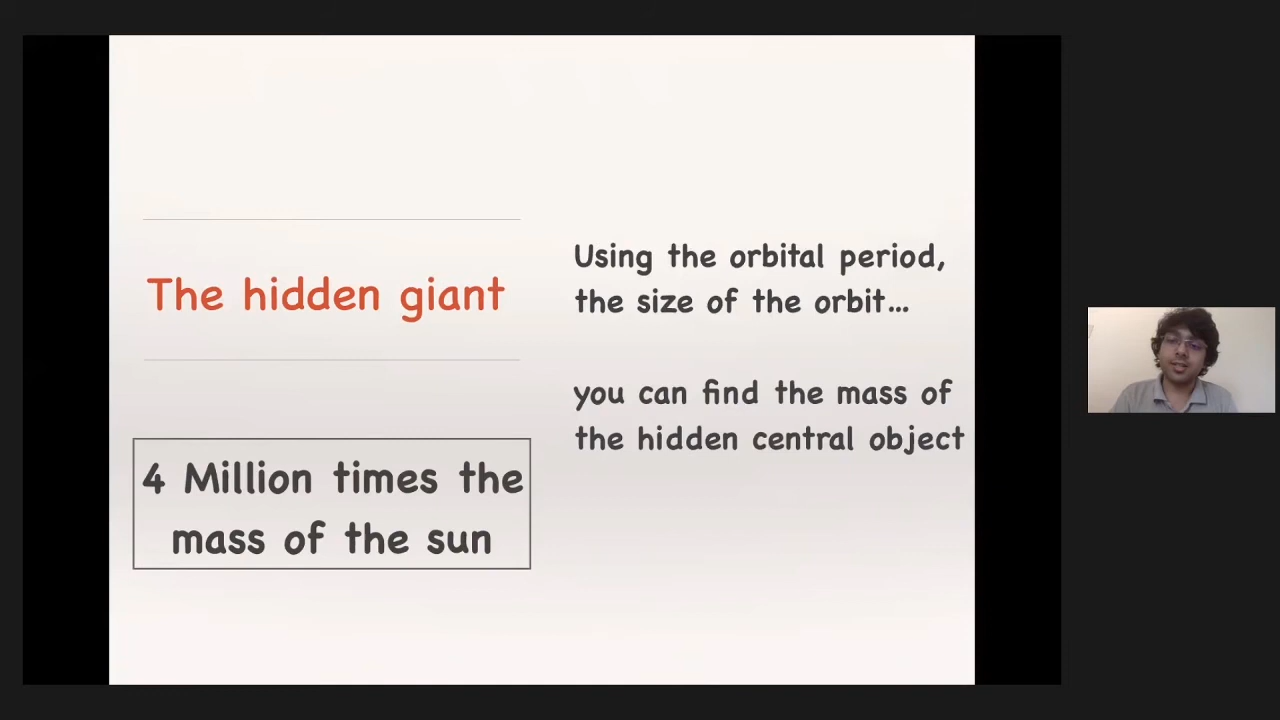 The hidden giant
4 Million times the
mass of the sun
Using the orbital period,
the size of the orbit...
you can find the mass of
the hidden central object